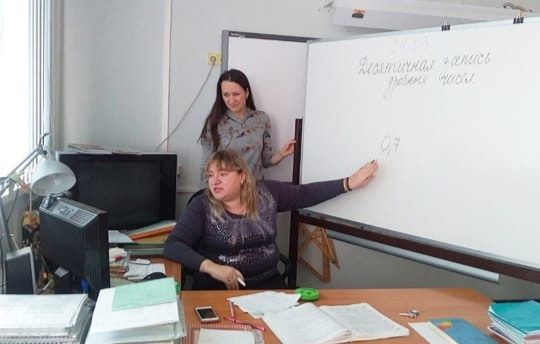 Десятичная запись
дробных чисел
0,7